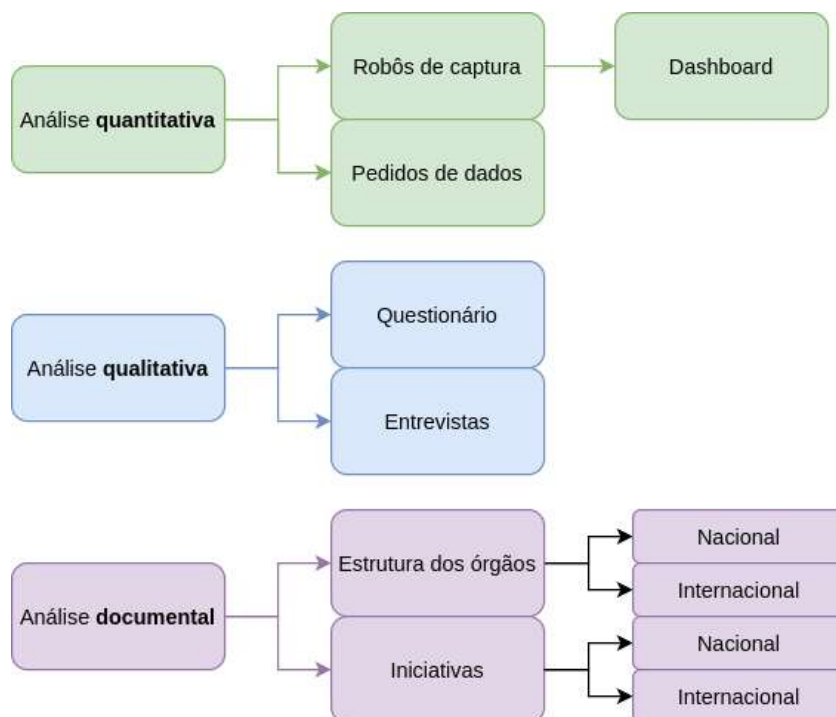 Análise quantitativa
Robôs de captura
Dashboard
Pedidos de dados
Análise qualitativa
Questionário
Entrevistas
Análise documental
Estrutura dos órgãos
Nacional
Internacional
Iniciativas
Nacional
Internacional